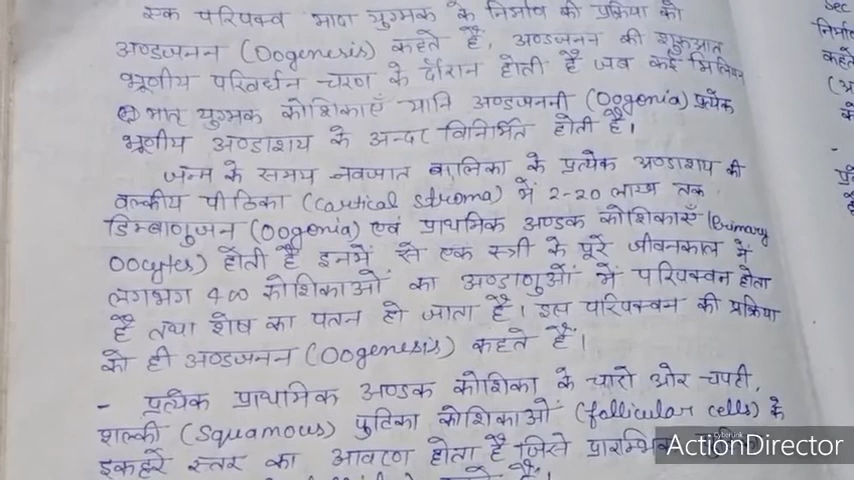 एक परिपक्व मादा युग्मक के निर्माण की प्रक्रिया को
अण्डजनन (Oogenesis) कहते हैं, अण्डजनन की शुरुआत
भ्रूणीय परिवर्धन चरण के दौरान होती है जब कई मिलियन
मातृ युग्मक कोशिकाएँ यानि अण्डजननी (Oogonia) प्रत्येक
भ्रूणीय अण्डाशय के अन्दर विनिर्मित होती हैं।
जन्म के समय नवजात बालिका के प्रत्येक अण्डाशय की
वल्कीय पीठिका (Cortical stroma) में 2-20 लाख तक
डिम्बाणुजन (Oogonia) एवं प्राथमिक अण्डक कोशिकाएँ (Primary
Oocytes) होती हैं इनमें से एक स्त्री के पूरे जीवनकाल में
लगभग 400 कोशिकाओं का अण्डाणुओं में परिपक्वन होता
है तथा शेष का पतन हो जाता है। इस परिपक्वन की प्रक्रिया
को ही अण्डजनन (Oogenesis) कहते हैं।
- प्रत्येक प्राथमिक अण्डक कोशिका के चारो ओर चपटी,
शल्की (Squamous) पुटिका कोशिकाओं (follicular cells) के
इकहरे स्तर का आवरण होता है जिसे प्रारम्भिक
Cyberlink
ActionDirector
sec
निर्मा
कहते